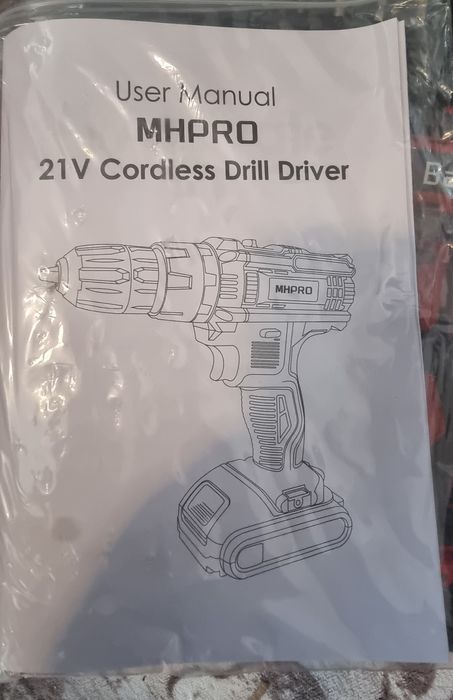 User Manual
MHPRO
21V Cordless Drill Driver
MHPRO